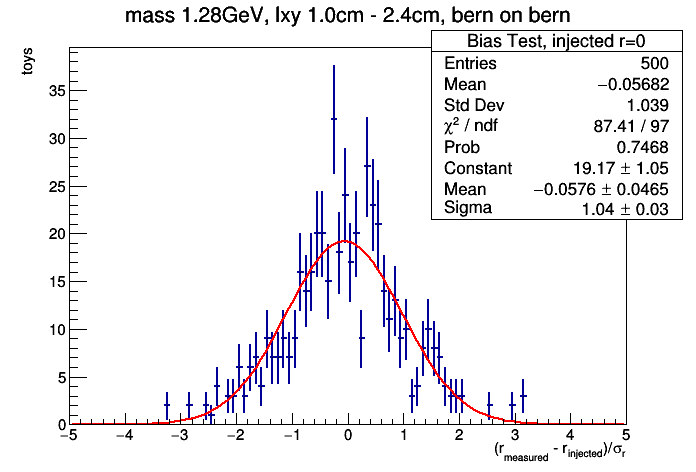 mass 1.28GeV, lxy 1.0cm - 2.4cm, bern on bern
toys
Bias Test, injected r=0
Entries 500
Mean −0.05682
Std Dev 1.039
χ² / ndf 87.41 / 97
Prob 0.7468
Constant 19.17 ± 1.05
Mean −0.0576 ± 0.0465
Sigma 1.04 ± 0.03
35
30
25
20
15
10
5
0
−5 −4 −3 −2 −1 0 1 2 3 4 5
(r_measured - r_injected)/σ_r